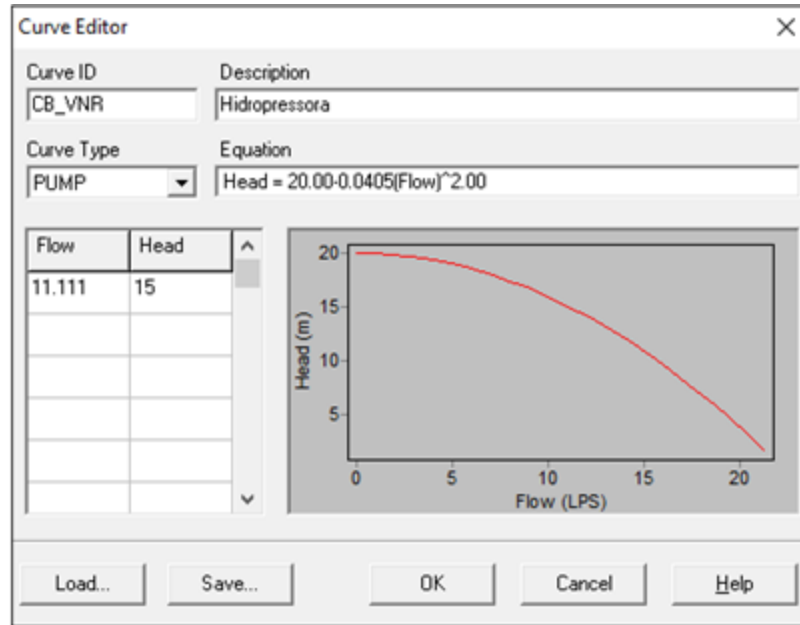 Curve Editor
Curve ID Description
CB_VNR Hidropressora
Curve Type Equation
PUMP Head = 20.00-0.0405(Flow)^2.00
Flow Head
11.111 15
20
15
10
5
Head (m)
0 5 10 15 20
Flow (LPS)
Load... Save... OK Cancel Help